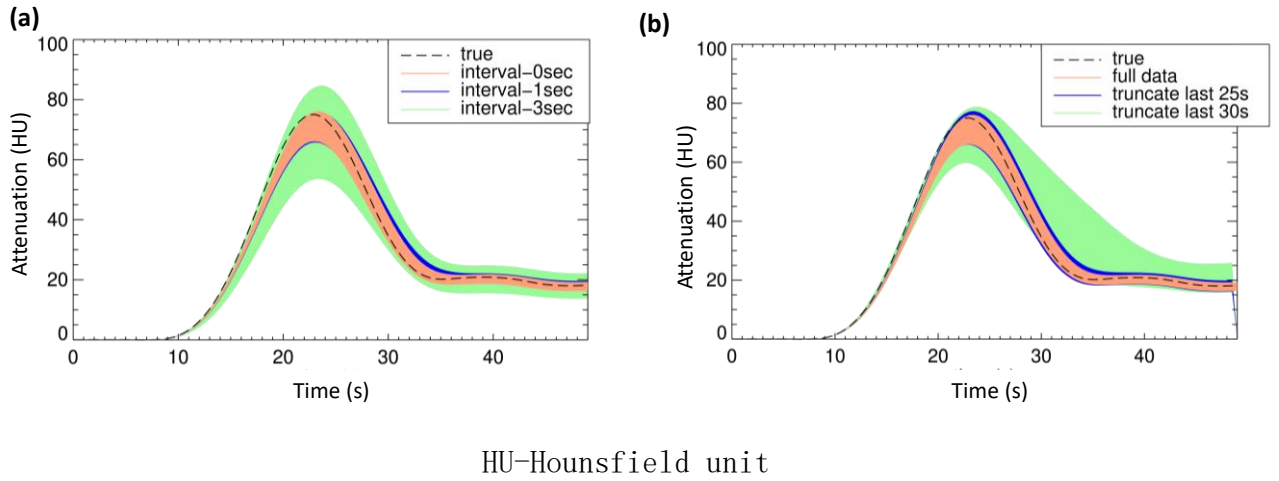 (a)
100
80
60
40
20
0
Attenuation (HU)
true
interval-0sec
interval-1sec
interval-3sec
0 10 20 30 40
Time (s)
(b)
100
80
60
40
20
0
Attenuation (HU)
true
full data
truncate last 25s
truncate last 30s
0 10 20 30 40
Time (s)
HU-Hounsfield unit